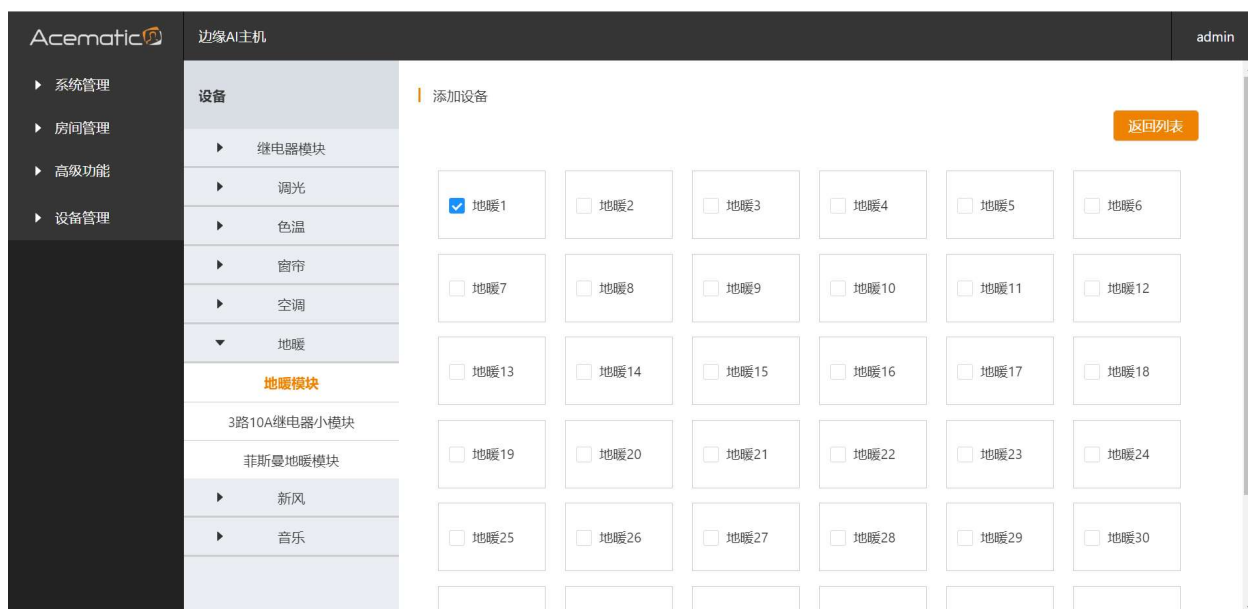 Acematic
边缘AI主机
admin
系统管理
房间管理
高级功能
设备管理
设备
继电器模块
调光
色温
窗帘
空调
地暖
地暖模块
3路10A继电器小模块
菲斯曼地暖模块
新风
音乐
添加设备
返回列表
地暖1 地暖2 地暖3 地暖4 地暖5 地暖6
地暖7 地暖8 地暖9 地暖10 地暖11 地暖12
地暖13 地暖14 地暖15 地暖16 地暖17 地暖18
地暖19 地暖20 地暖21 地暖22 地暖23 地暖24
地暖25 地暖26 地暖27 地暖28 地暖29 地暖30